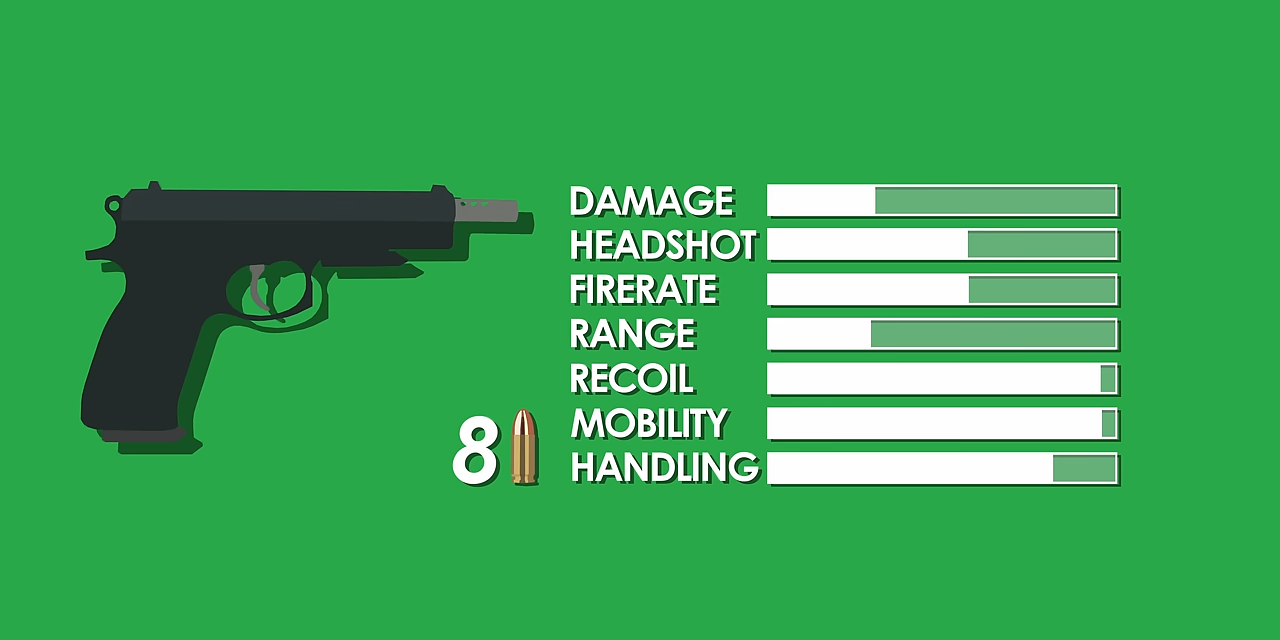 DAMAGE
HEADSHOT
FIRERATE
RANGE
RECOIL
MOBILITY
HANDLING
8